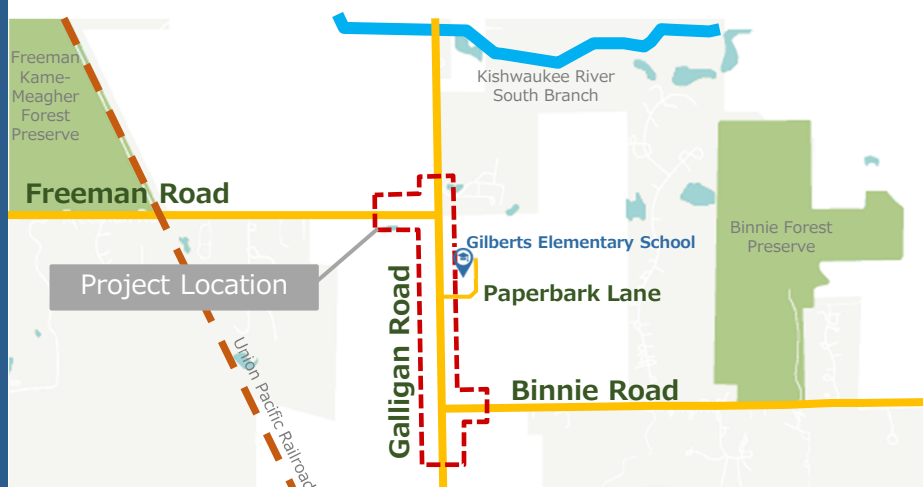 Freeman
Kame-
Meagher
Forest
Preserve
Kishwaukee River
South Branch
Freeman Road
Gilberts Elementary School
Binnie Forest
Preserve
Project Location
Paperbark Lane
Galligan Road
Union Pacific Railroad
Binnie Road